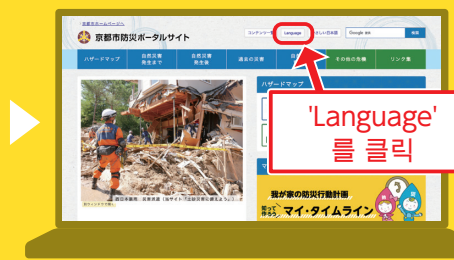 京都市ホームページへ
京都市防災ポータルサイト
コンテンツ一覧
Language
やさしい日本語
Google
検索
ハザードマップ
自然災害
発生まで
自然災害
発生後
過去の災害
その他の危機
リンク集
ハザードマップ
'Language'
를 클릭
我が家の防災行動計画
知って
作ろう
マイ・タイムライン